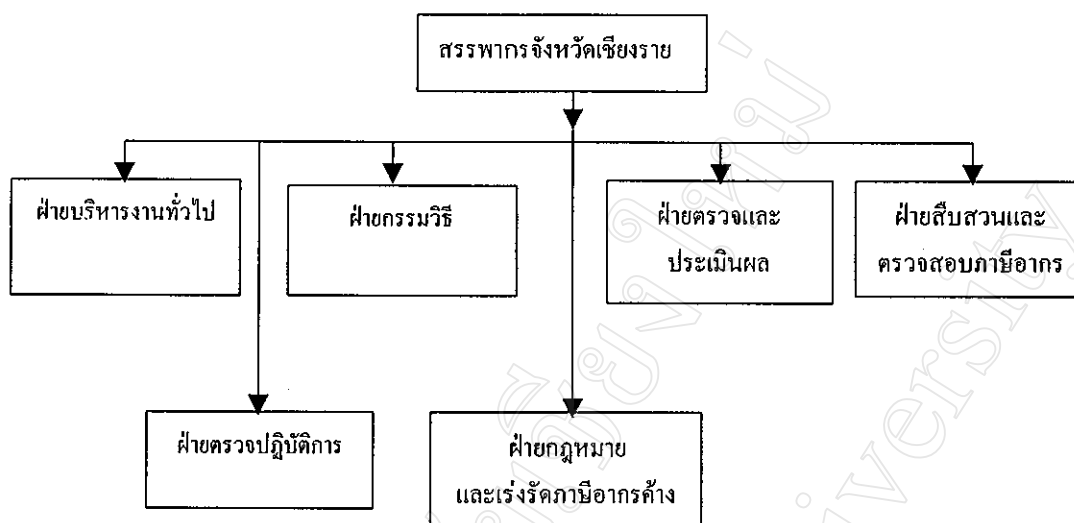 สรรพากรจังหวัดเชียงราย
ฝ่ายบริหารงานทั่วไป
ฝ่ายกรรมวิธี
ฝ่ายตรวจและ
ประเมินผล
ฝ่ายสืบสวนและ
ตรวจสอบภาษีอากร
ฝ่ายตรวจปฏิบัติการ
ฝ่ายกฎหมาย
และเร่งรัดภาษีอากรค้าง
iversity